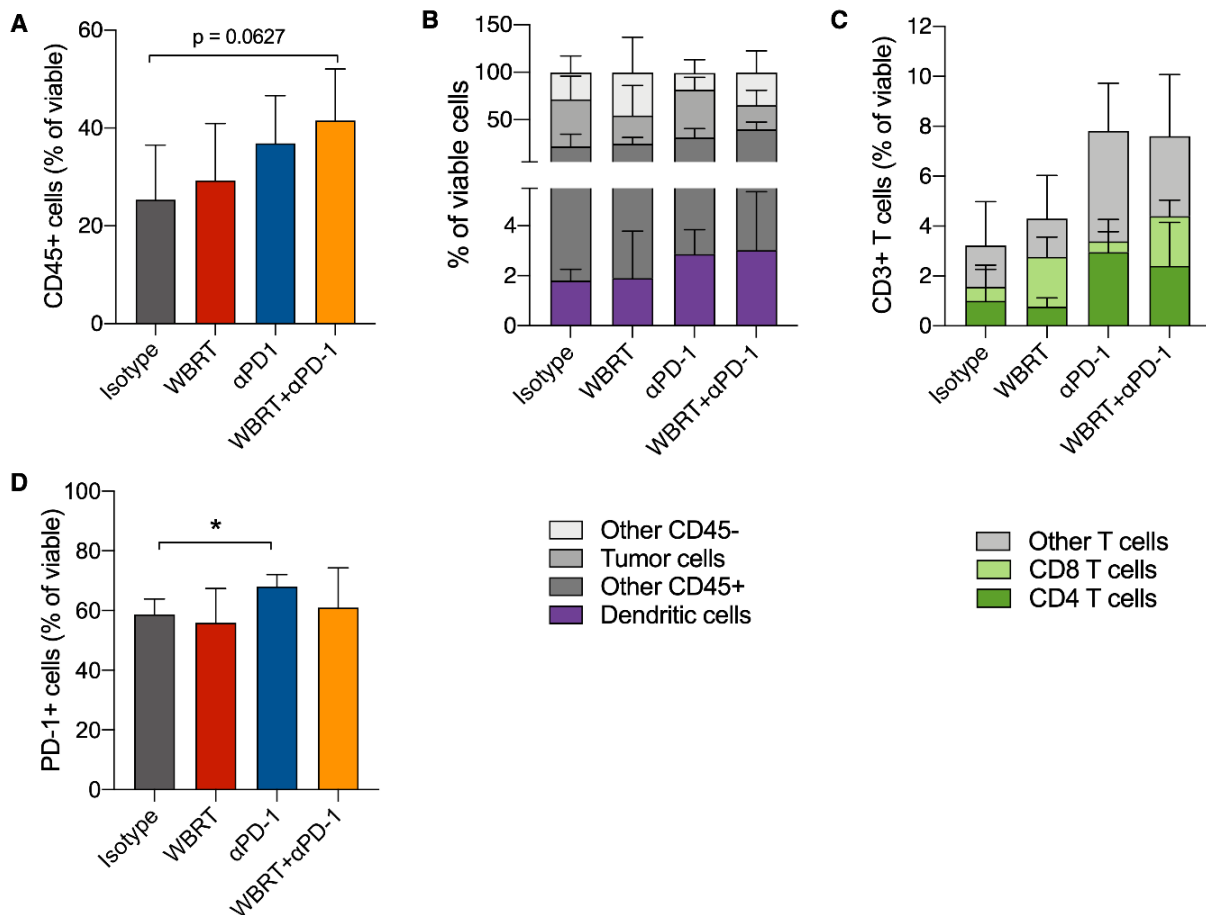 A
CD45+ cells (% of viable)
60
40
20
0
p = 0.0627
Isotype
WBRT
αPD1
WBRT+αPD-1
B
% of viable cells
150
100
50
4
2
0
Isotype
WBRT
αPD-1
WBRT+αPD-1
C
CD3+ T cells (% of viable)
12
10
8
6
4
2
0
Isotype
WBRT
αPD-1
WBRT+αPD-1
D
PD-1+ cells (% of viable)
100
80
60
40
20
0
*
Isotype
WBRT
αPD-1
WBRT+αPD-1
Other CD45-
Tumor cells
Other CD45+
Dendritic cells
Other T cells
CD8 T cells
CD4 T cells